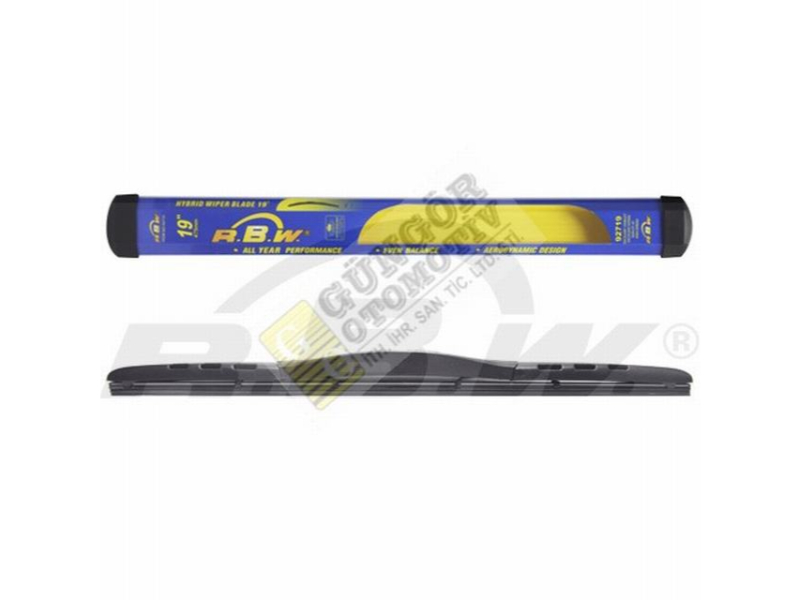 HYBRID WIPER BLADE 19"
19"
R.B.W.
R.B.W.®
• ALL YEAR PERFORMANCE • EVEN BALANCE • AERODYNAMIC DESIGN
02719
R.B.W.
GÜNGÖR
OTOMOTİV
İTH. İHR. SAN. TİC. LTD. ŞTİ.
R.B.W.®